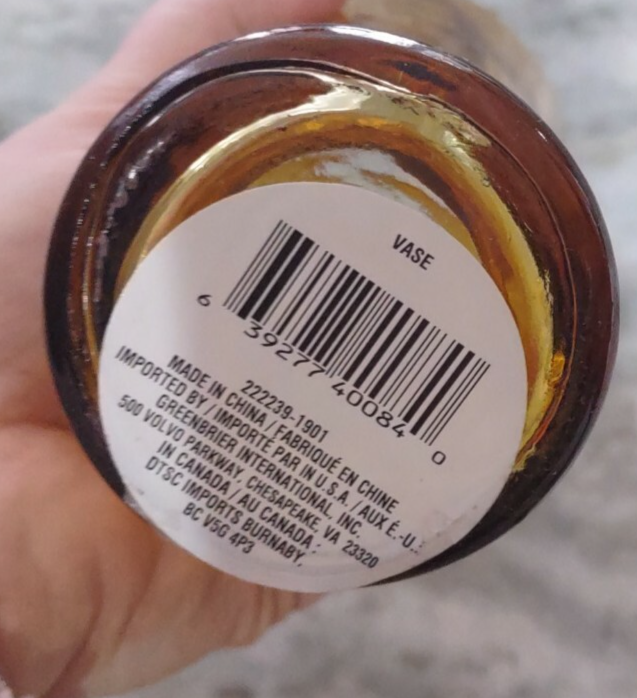 VASE
6 39277 40084 0
222239-1901
MADE IN CHINA / FABRIQUÉ EN CHINE
IMPORTED BY / IMPORTÉ PAR IN U.S.A. / AUX É.-U.:
GREENBRIER INTERNATIONAL, INC.
500 VOLVO PARKWAY, CHESAPEAKE, VA 23320
IN CANADA / AU CANADA :
DTSC IMPORTS BURNABY,
BC V5G 4P3